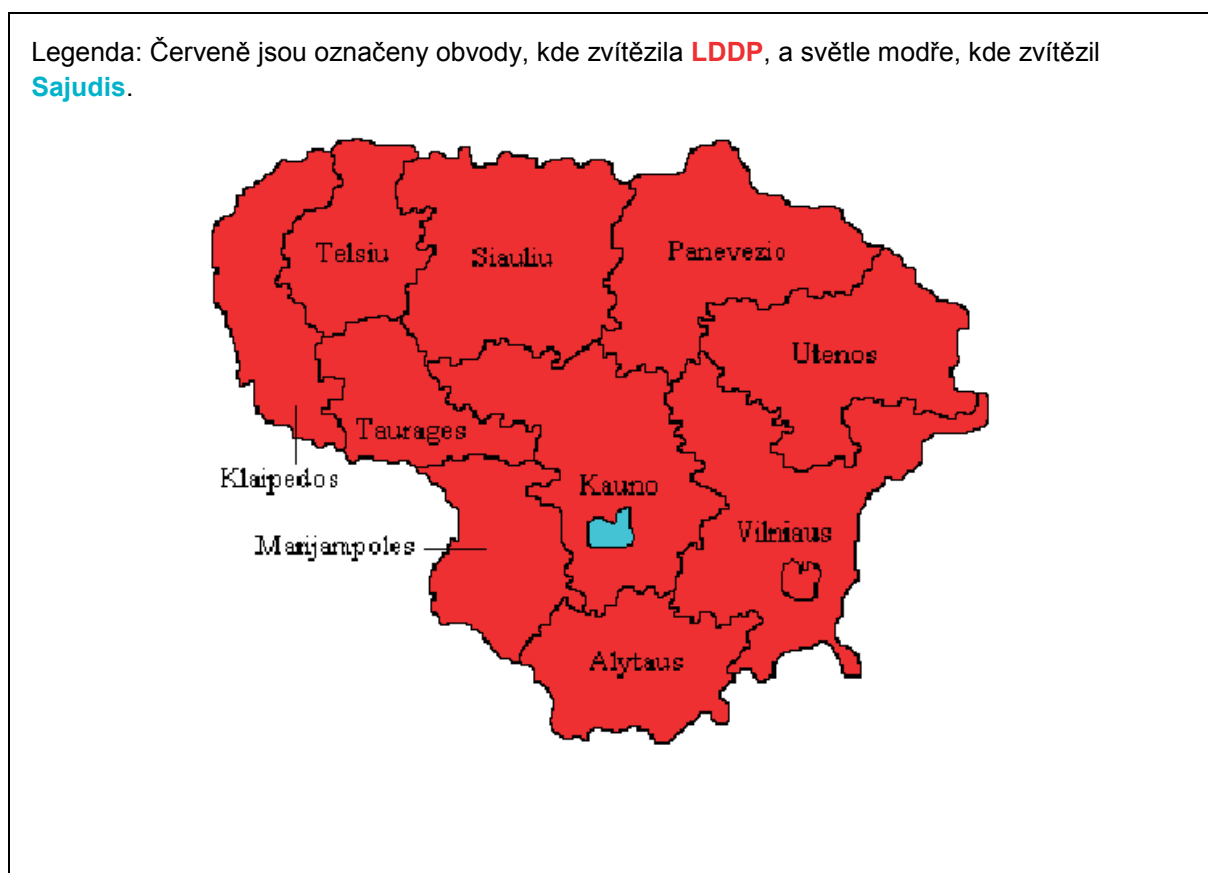 Legenda: Červeně jsou označeny obvody, kde zvítězila LDDP, a světle modře, kde zvítězil
Sajudis.
Telsiu
Siauliu
Panevezio
Utenos
Taurages
Klaipedos
Kauno
Marijampoles
Vilniaus
Alytaus